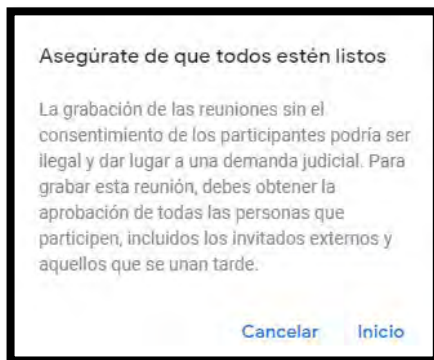 Asegúrate de que todos estén listos
La grabación de las reuniones sin el
consentimiento de los participantes podría ser
ilegal y dar lugar a una demanda judicial. Para
grabar esta reunión, debes obtener la
aprobación de todas las personas que
participen, incluidos los invitados externos y
aquellos que se unan tarde.
Cancelar Inicio